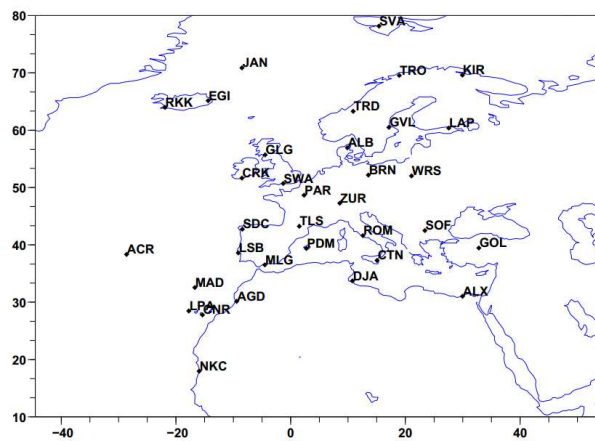 80
SVA
JAN
TRO KIR
70
EGI
RKK
TRD
GVL LAP
60
ALB
GLG
CRK
SWA
BRN WRS
PAR
50
ZUR
SDC TLS
SOF
ROM
40
ACR
LSB
PDM
GOL
MLG
CTN
DJA
MAD
30
LPA
CNR
AGD
ALX
20
NKC
10
−40 −20 0 20 40